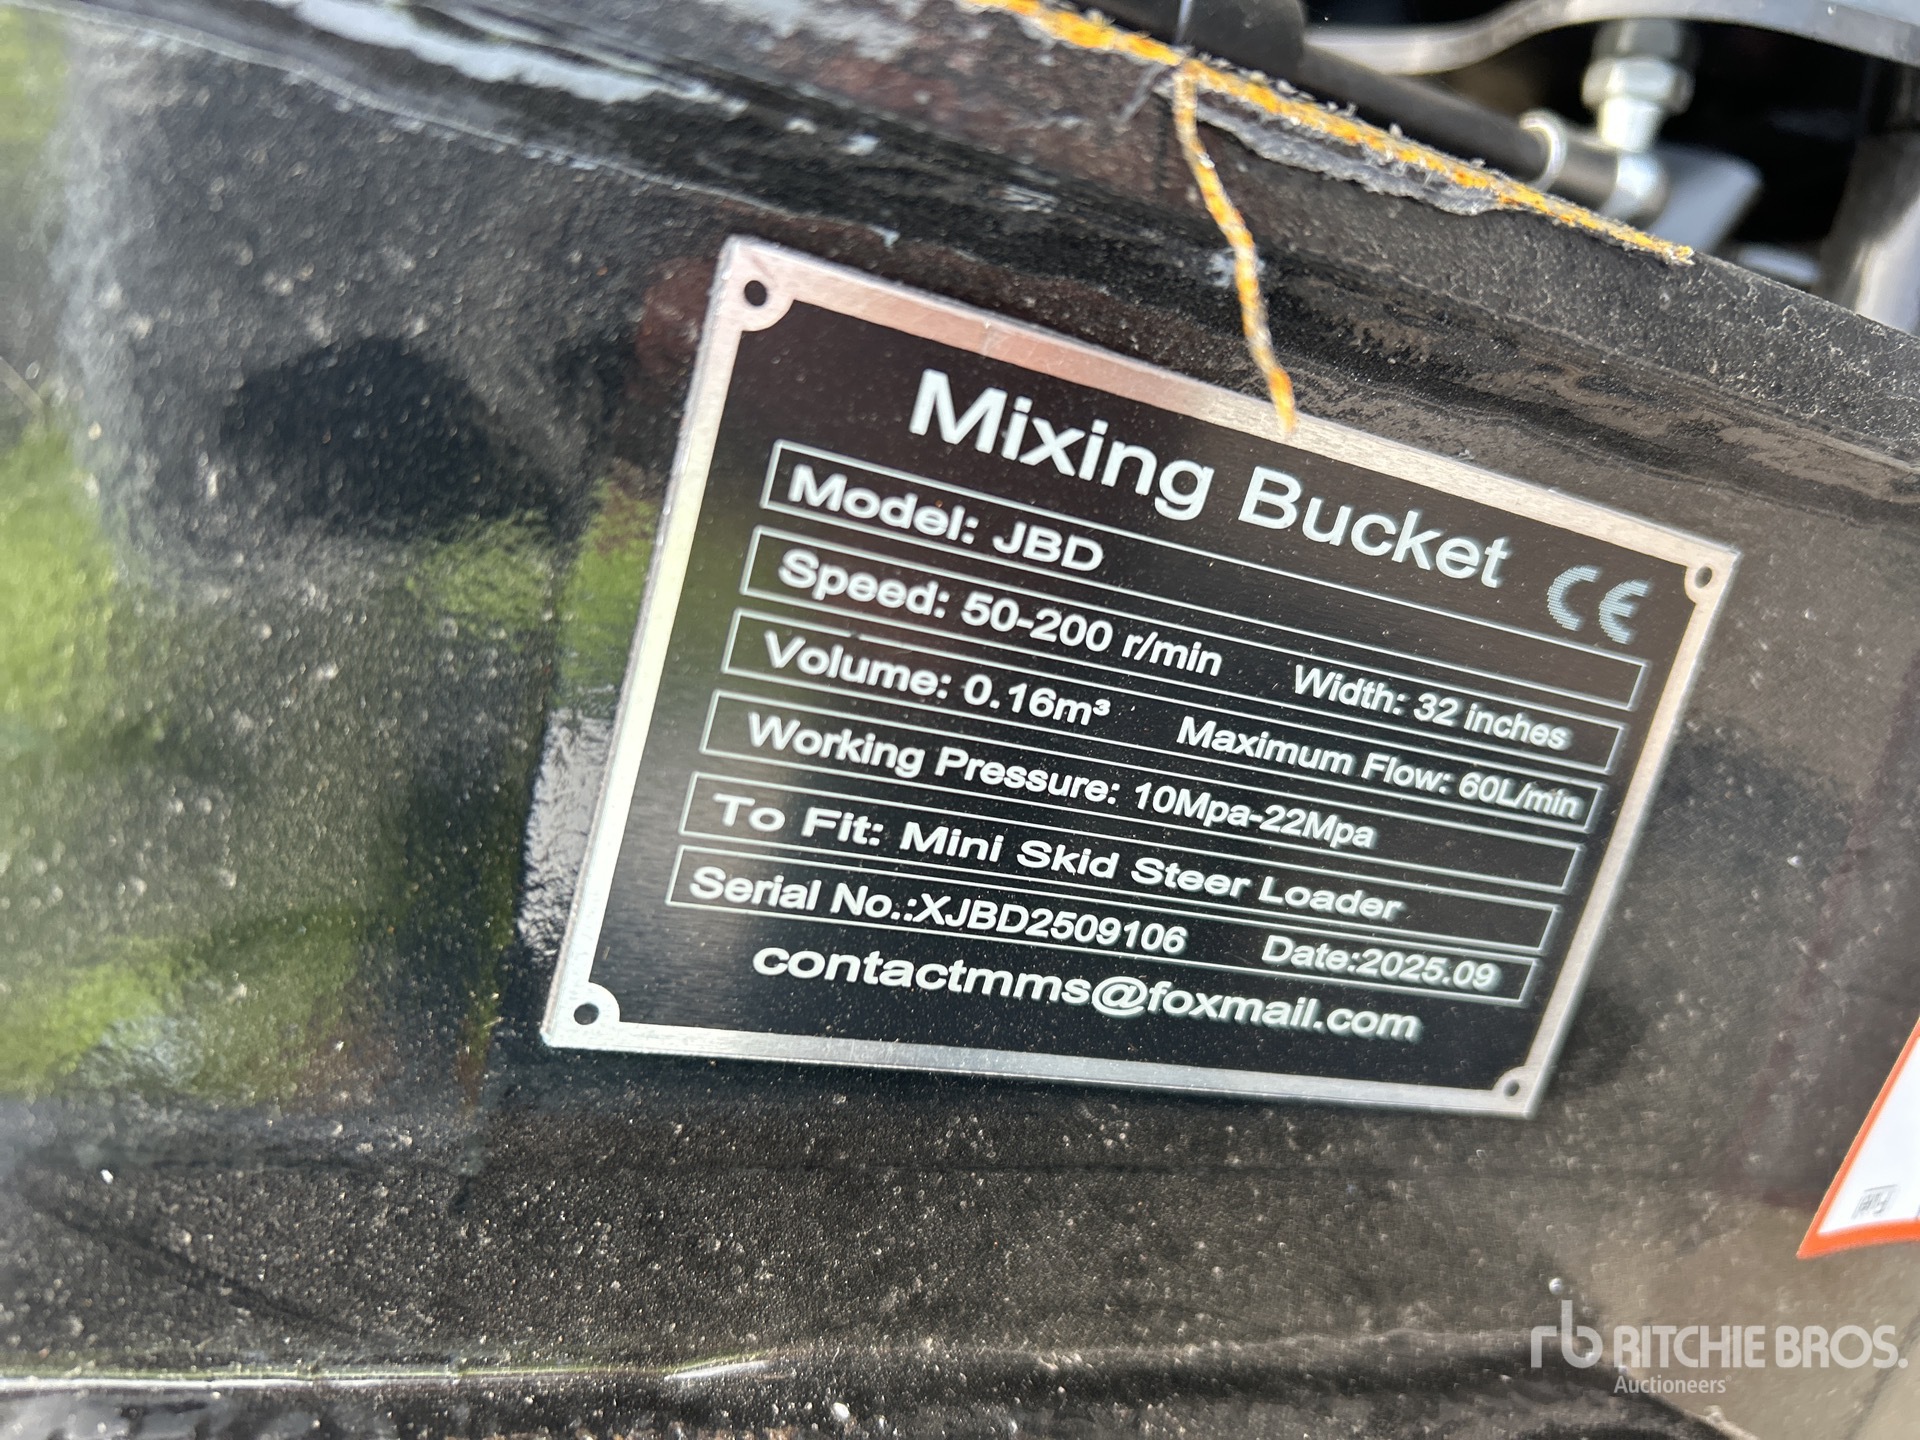 Mixing Bucket
CE
Model: JBD
Speed: 50-200 r/min Width: 32 inches
Volume: 0.16m³ Maximum Flow: 60L/min
Working Pressure: 10Mpa-22Mpa
To Fit: Mini Skid Steer Loader
Serial No.:XJBD2509106 Date:2025.09
contactmms@foxmail.com
rb RITCHIE BROS.
Auctioneers